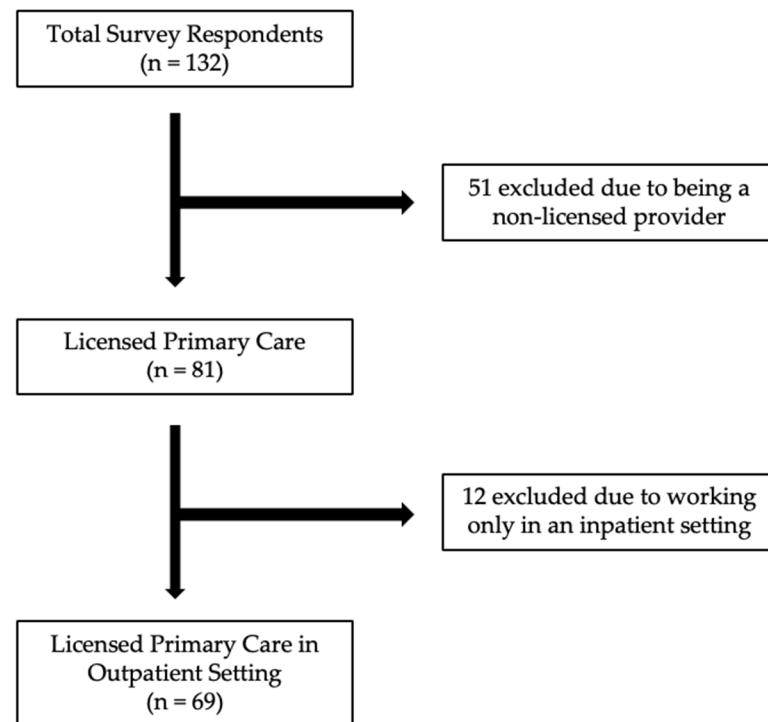 Total Survey Respondents
(n = 132)
51 excluded due to being a
non-licensed provider
Licensed Primary Care
(n = 81)
12 excluded due to working
only in an inpatient setting
Licensed Primary Care in
Outpatient Setting
(n = 69)